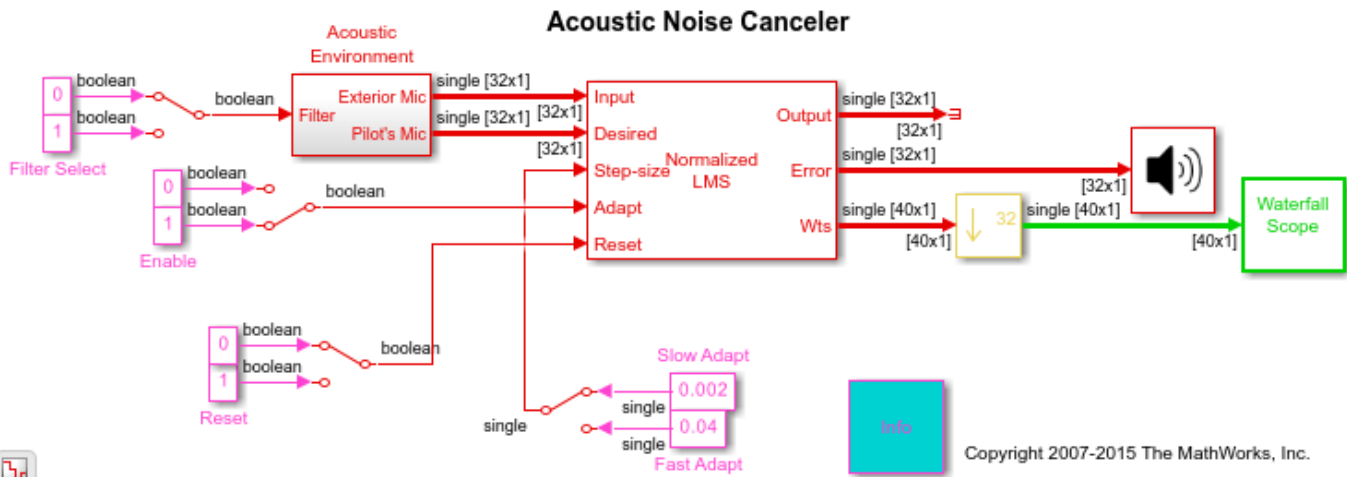 Acoustic Noise Canceler
Acoustic
Environment
boolean
0
boolean
1
boolean
Filter Select
Filter
Exterior Mic
Pilot's Mic
single [32x1]
[32x1]
single [32x1]
[32x1]
boolean
0
boolean
1
boolean
Enable
Input
Desired
Step-size
Adapt
Reset
Normalized
LMS
Output
Error
Wts
single [32x1]
[32x1]
single [32x1]
[32x1]
single [40x1]
[40x1]
32
single [40x1]
[40x1]
Waterfall
Scope
boolean
0
boolean
1
boolean
Reset
Slow Adapt
0.002
single
0.04
single
single
Fast Adapt
Info
Copyright 2007-2015 The MathWorks, Inc.